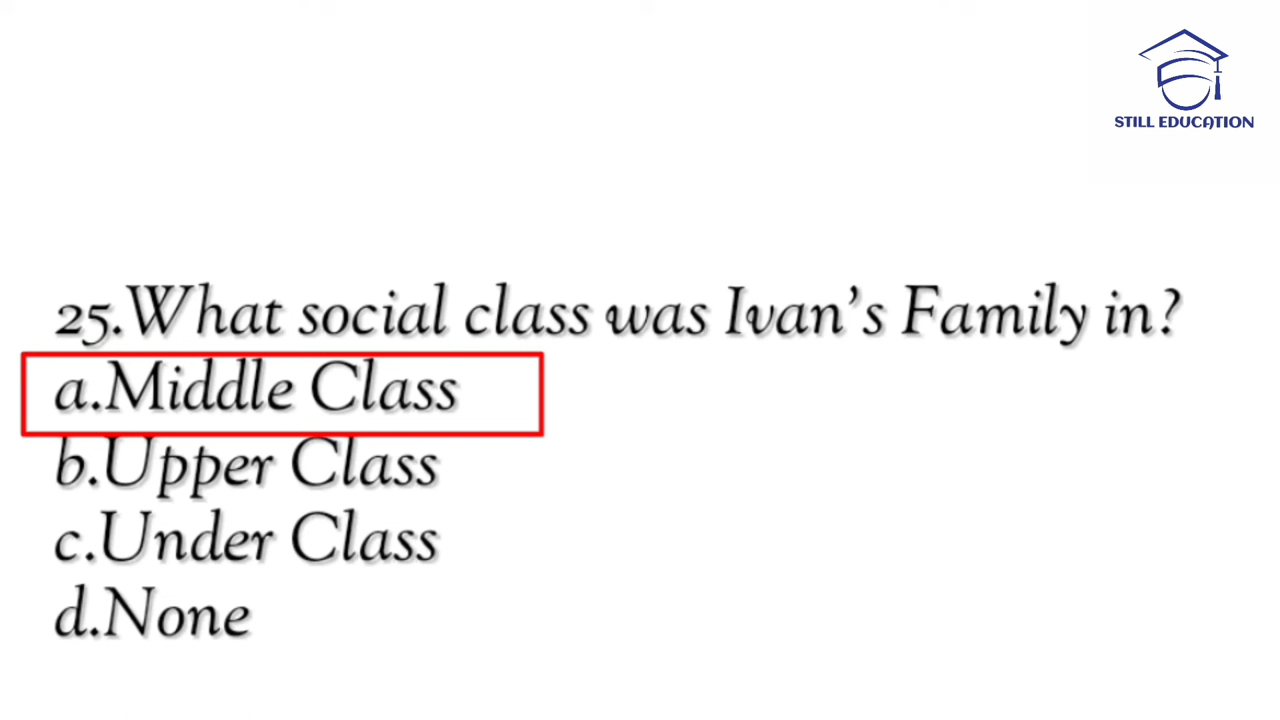 STILL EDUCATION
25.What social class was Ivan's Family in?
a.Middle Class
b.Upper Class
c.Under Class
d.None